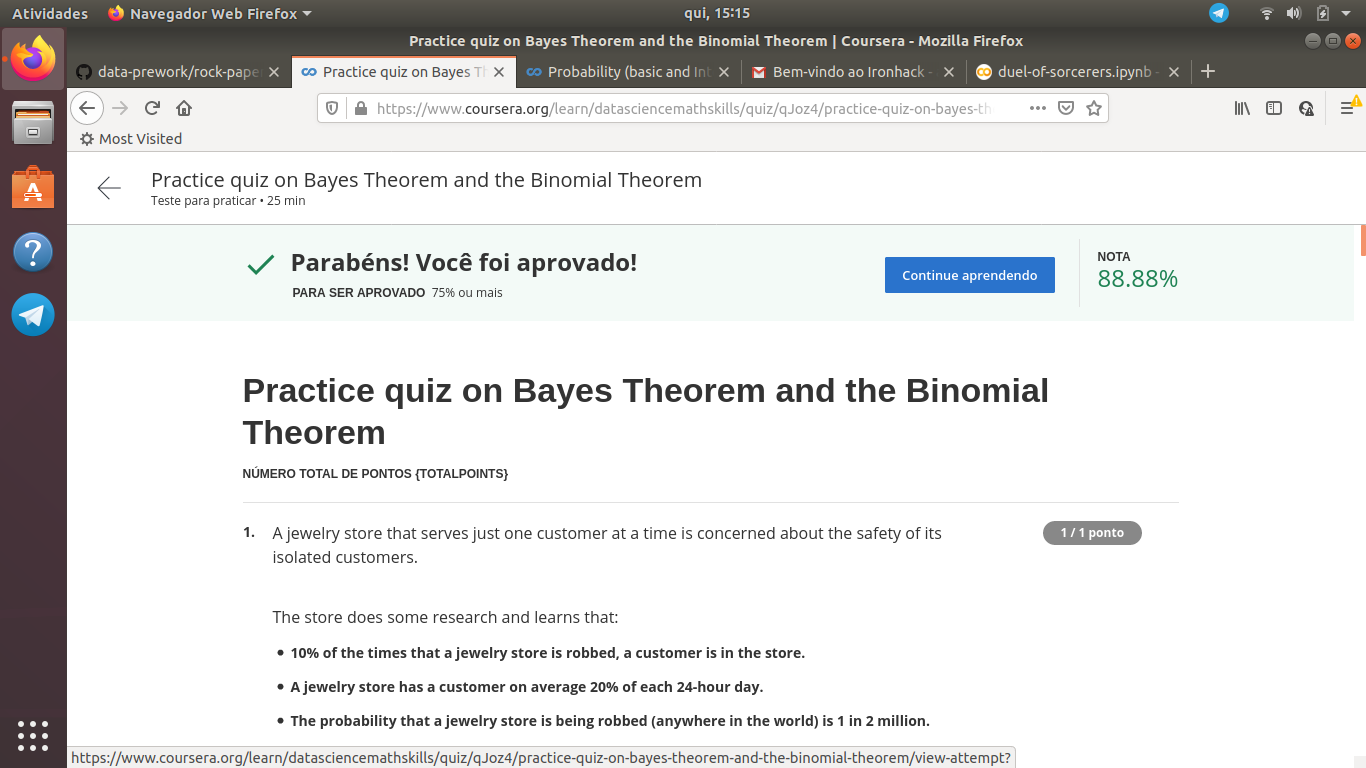 Atividades
Navegador Web Firefox
qui, 15:15
Practice quiz on Bayes Theorem and the Binomial Theorem | Coursera - Mozilla Firefox
data-prework/rock-pape
Practice quiz on Bayes Th
Probability (basic and Int
Bem-vindo ao Ironhack -
duel-of-sorcerers.ipynb -
https://www.coursera.org/learn/datasciencemathskills/quiz/qJoz4/practice-quiz-on-bayes-th
Most Visited
Practice quiz on Bayes Theorem and the Binomial Theorem
Teste para praticar • 25 min
Parabéns! Você foi aprovado!
PARA SER APROVADO 75% ou mais
Continue aprendendo
NOTA
88.88%
Practice quiz on Bayes Theorem and the Binomial
Theorem
NÚMERO TOTAL DE PONTOS {TOTALPOINTS}
1. A jewelry store that serves just one customer at a time is concerned about the safety of its
isolated customers.
1 / 1 ponto
The store does some research and learns that:
• 10% of the times that a jewelry store is robbed, a customer is in the store.
• A jewelry store has a customer on average 20% of each 24-hour day.
• The probability that a jewelry store is being robbed (anywhere in the world) is 1 in 2 million.
https://www.coursera.org/learn/datasciencemathskills/quiz/qJoz4/practice-quiz-on-bayes-theorem-and-the-binomial-theorem/view-attempt?